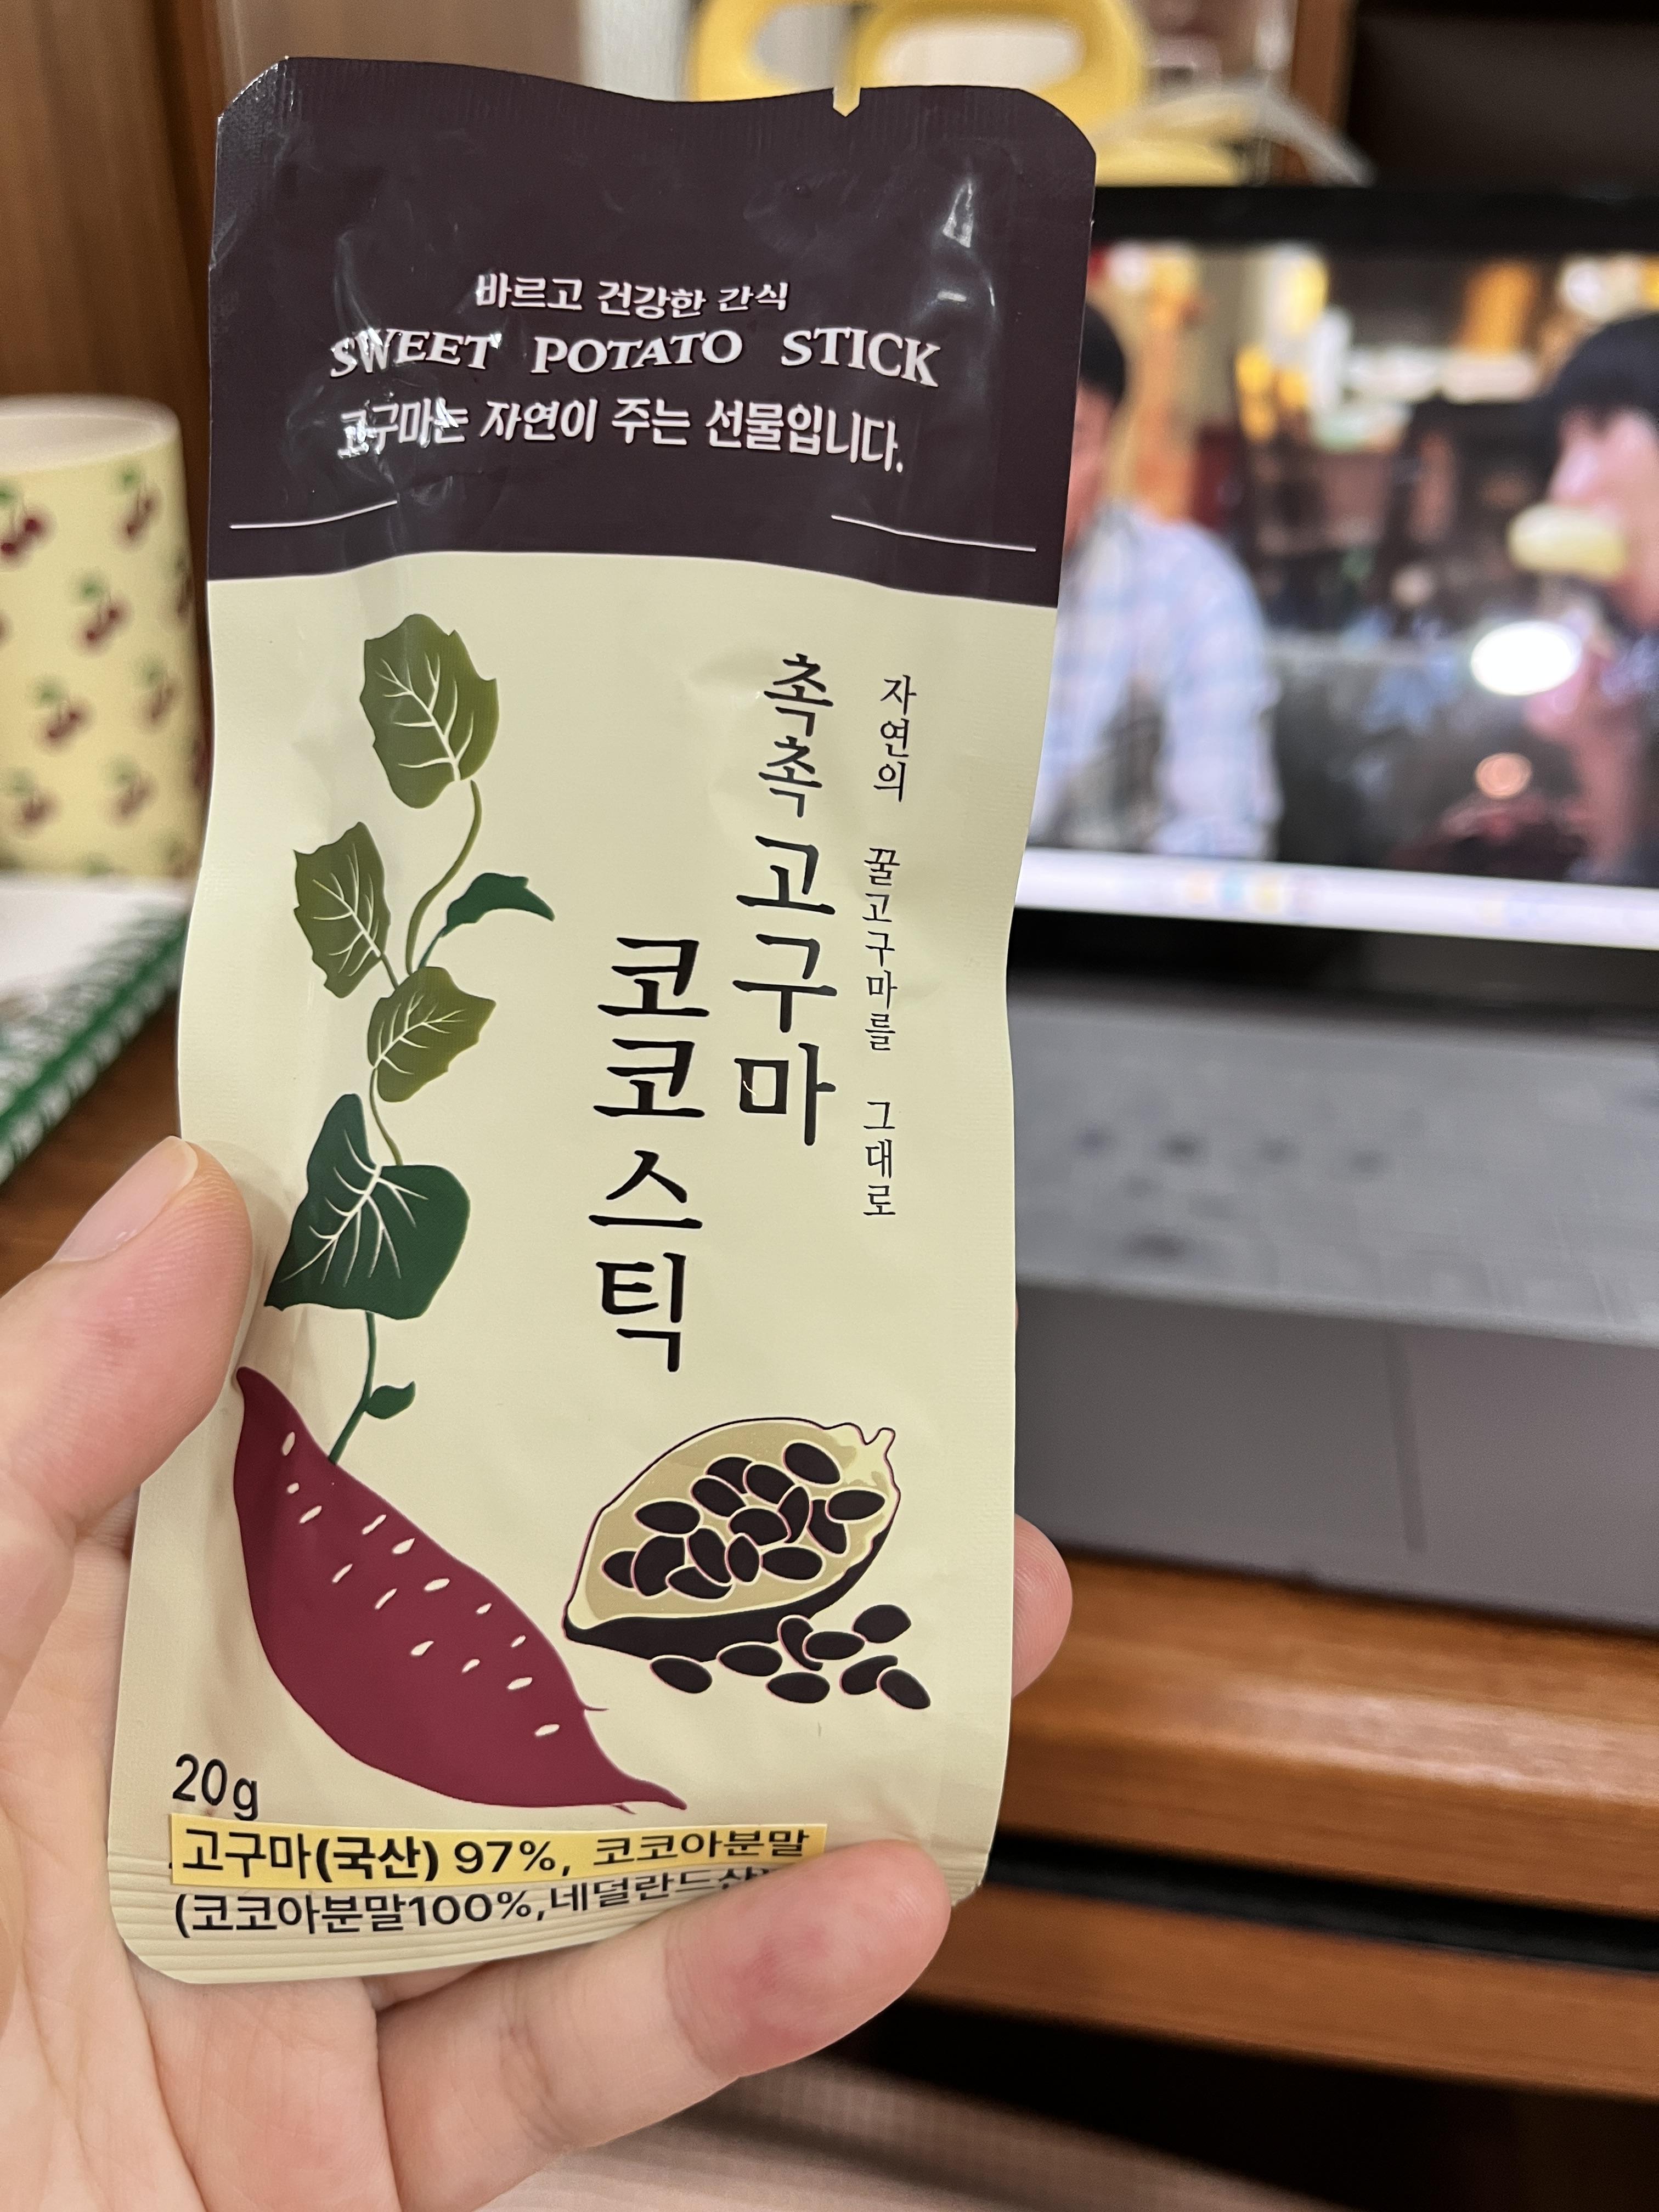 바르고 건강한 간식
SWEET POTATO STICK
고구마는 자연이 주는 선물입니다.
자연의 꿀고구마를 그대로
촉촉고구마
코코스틱
20g
고구마(국산) 97%, 코코아분말
(코코아분말100%,네덜란드산